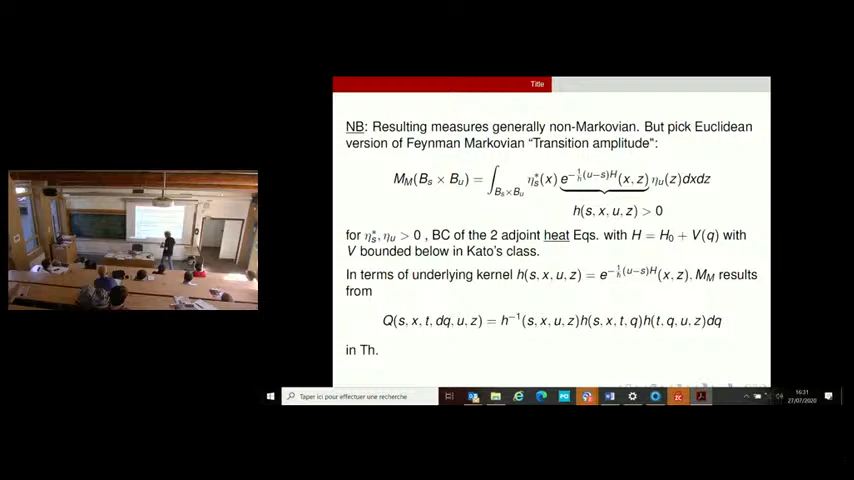 Title
NB: Resulting measures generally non-Markovian. But pick Euclidean
version of Feynman Markovian “Transition amplitude”:
M_M(B_s × B_u) = ∫_{B_s×B_u} η*_s(x) e^{-1/ħ(u−s)H}(x, z) η_u(z)dxdz
h(s, x, u, z) > 0
for η*_s, η_u > 0 , BC of the 2 adjoint heat Eqs. with H = H_0 + V(q) with
V bounded below in Kato's class.
In terms of underlying kernel h(s, x, u, z) = e^{-1/ħ(u−s)H}(x, z), M_M results
from
Q(s, x, t, dq, u, z) = h^{-1}(s, x, u, z)h(s, x, t, q)h(t, q, u, z)dq
in Th.
Taper ici pour effectuer une recherche
16:31
27/07/2020